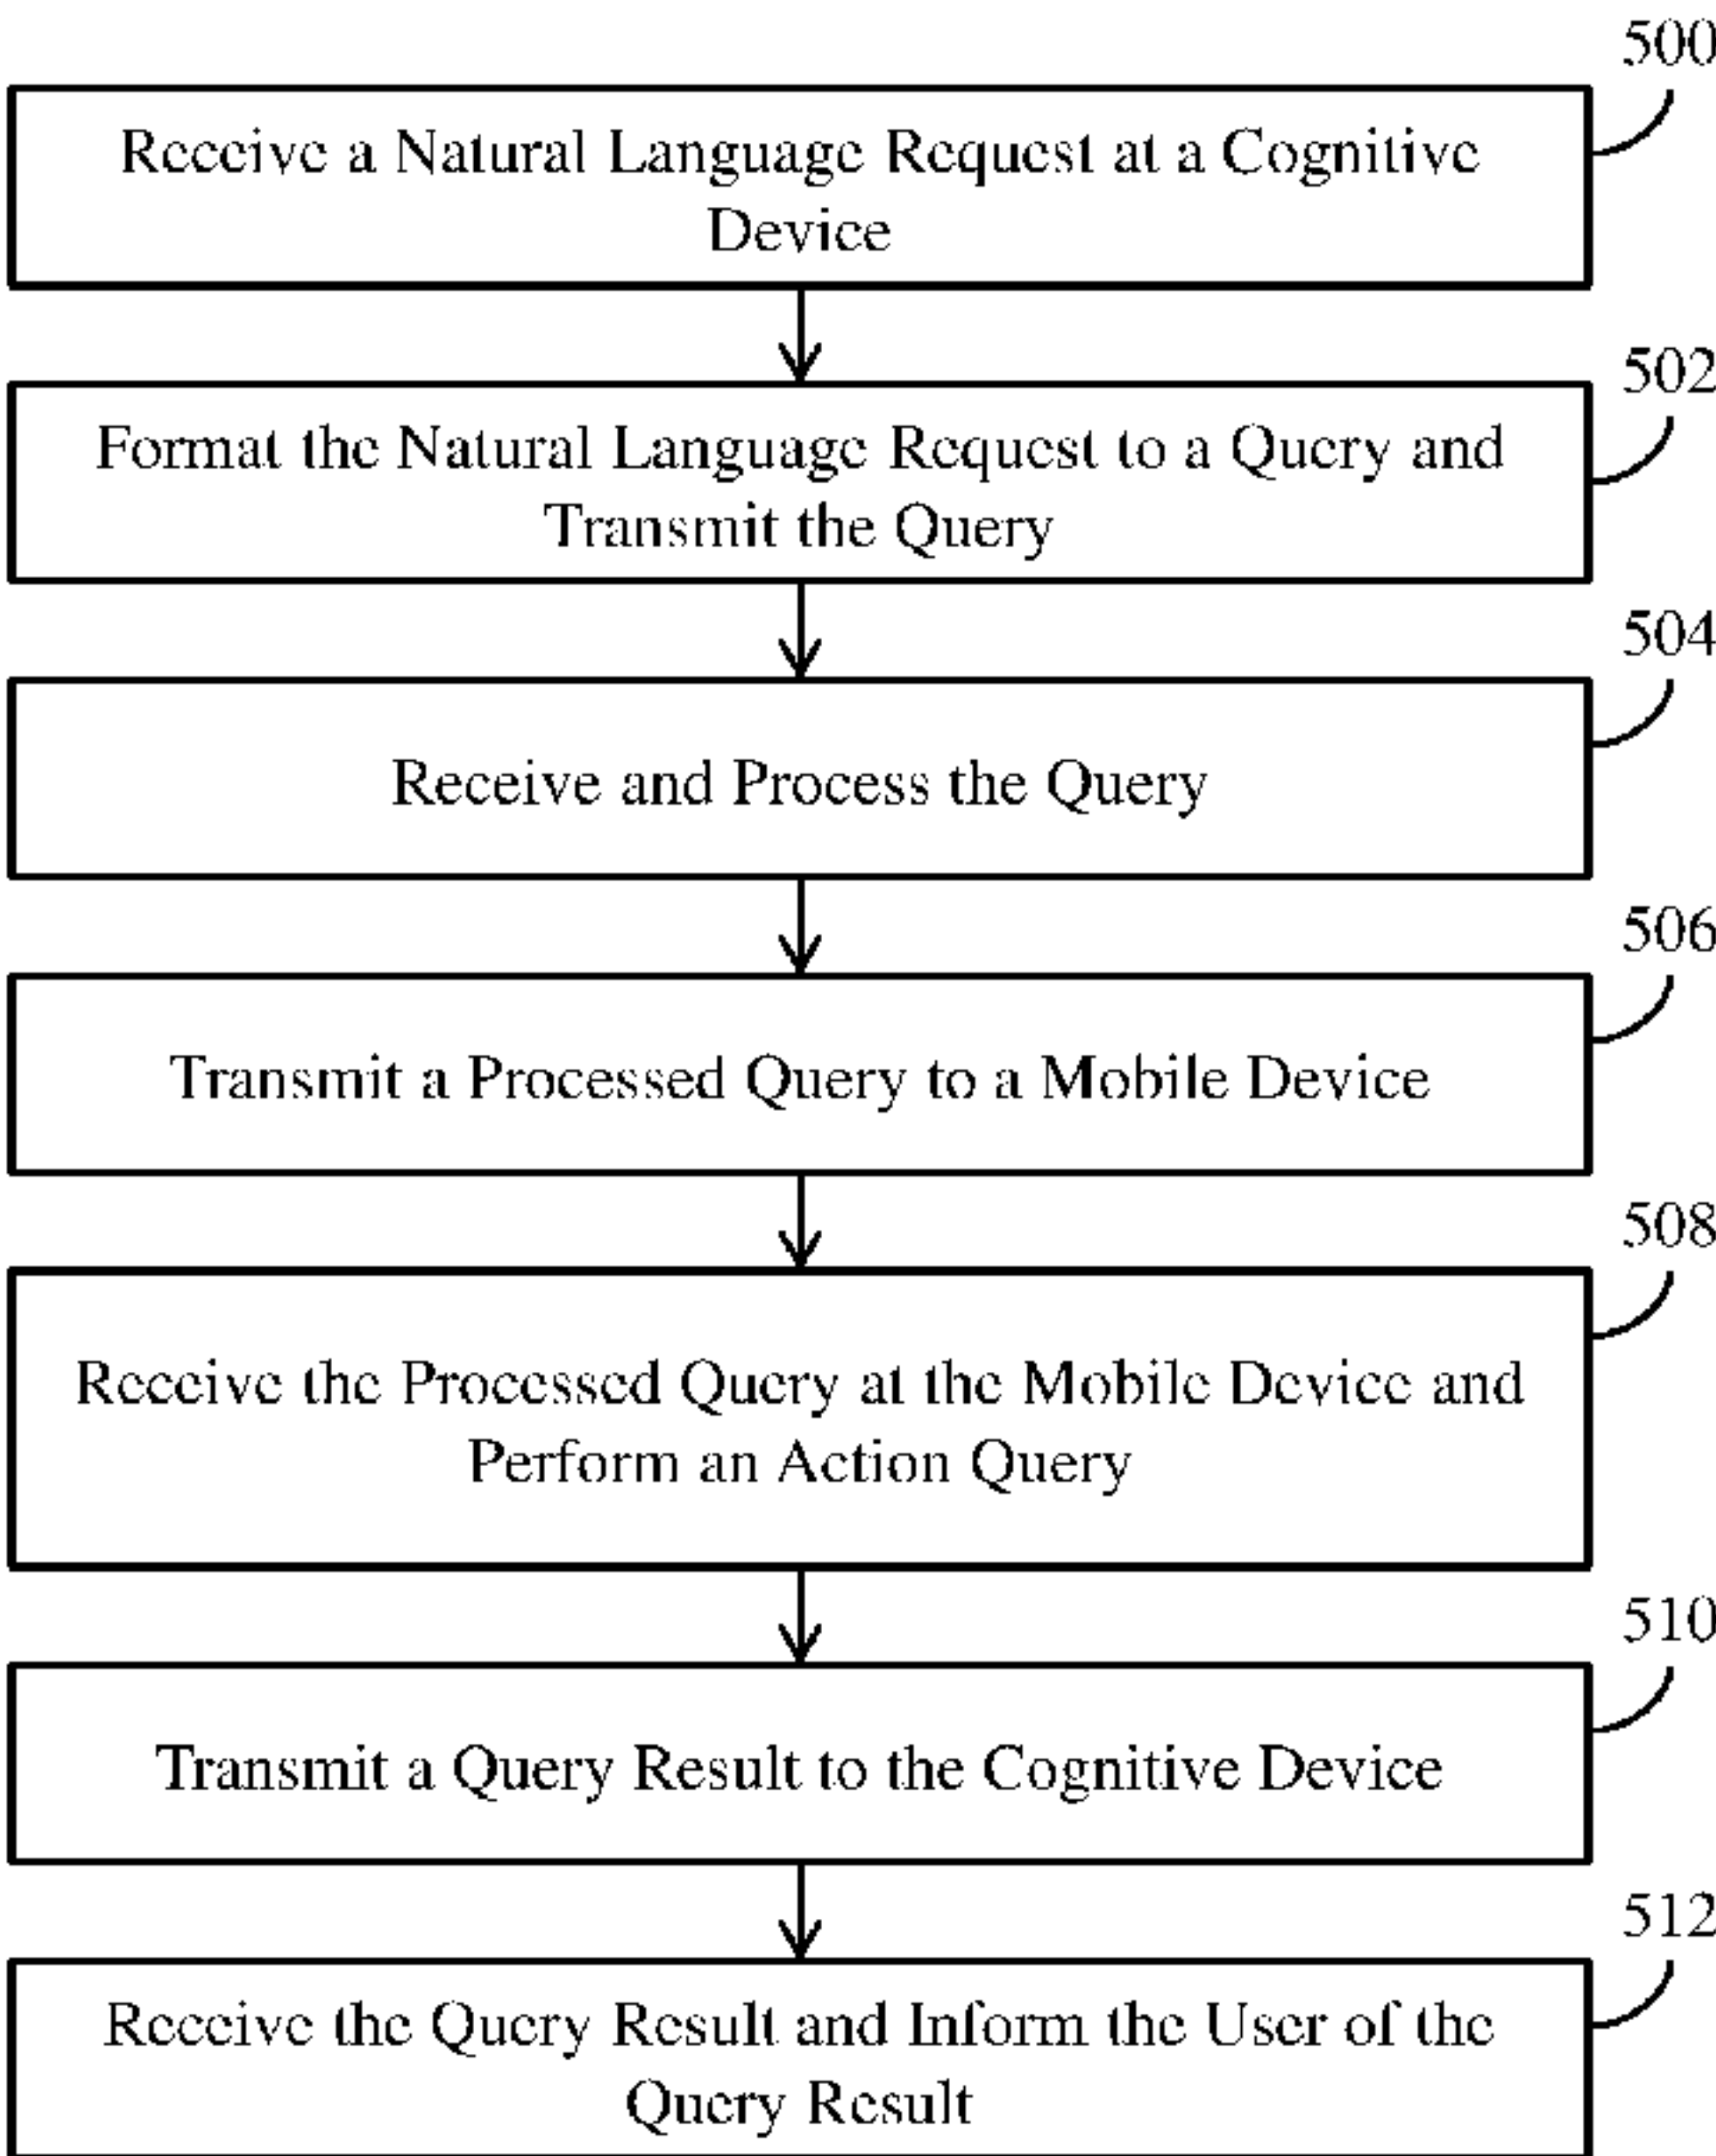 500
Receive a Natural Language Request at a Cognitive
Device
502
Format the Natural Language Request to a Query and
Transmit the Query
504
Receive and Process the Query
506
Transmit a Processed Query to a Mobile Device
508
Receive the Processed Query at the Mobile Device and
Perform an Action Query
510
Transmit a Query Result to the Cognitive Device
512
Receive the Query Result and Inform the User of the
Query Result